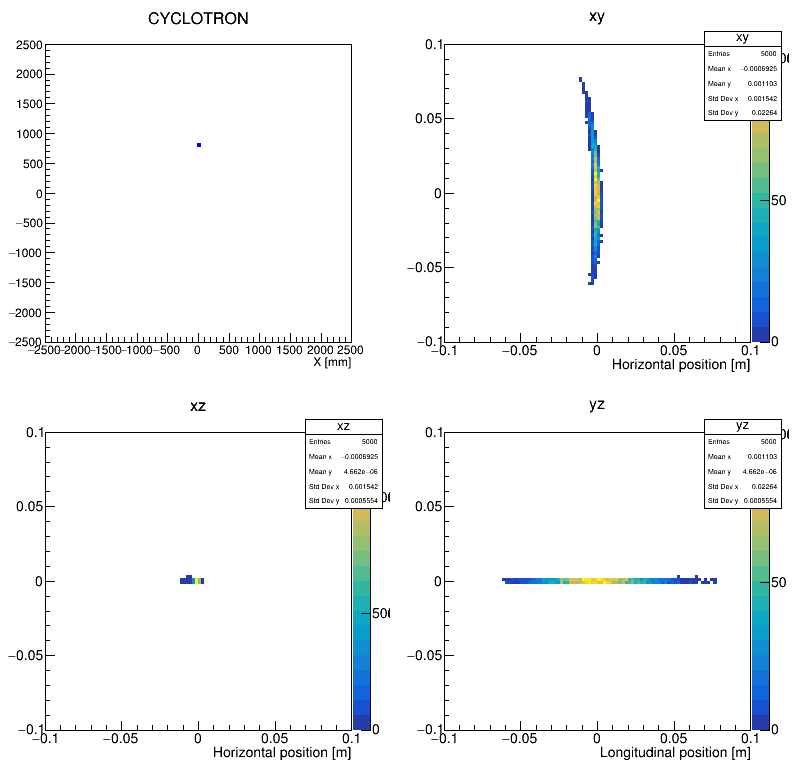 CYCLOTRON
2500
2000
1500
1000
500
0
−500
−1000
−1500
−2000
−2500
−2500−2000−1500−1000−500 0 500 1000 1500 2000 2500
X [mm]
xy
0.1
0.05
0
−0.05
−0.1
−0.1 −0.05 0 0.05 0.1
Horizontal position [m]
xy
Entries 5000
Mean x −0.0006925
Mean y 0.001103
Std Dev x 0.001542
Std Dev y 0.02264
50
0
xz
0.1
0.05
0
−0.05
−0.1
−0.1 −0.05 0 0.05 0.1
Horizontal position [m]
xz
Entries 5000
Mean x −0.0006925
Mean y 4.662e−06
Std Dev x 0.001542
Std Dev y 0.0005554
0
yz
0.1
0.05
0
−0.05
−0.1
−0.1 −0.05 0 0.05 0.1
Longitudinal position [m]
yz
Entries 5000
Mean x 0.001103
Mean y 4.662e−06
Std Dev x 0.02264
Std Dev y 0.0005554
50
0